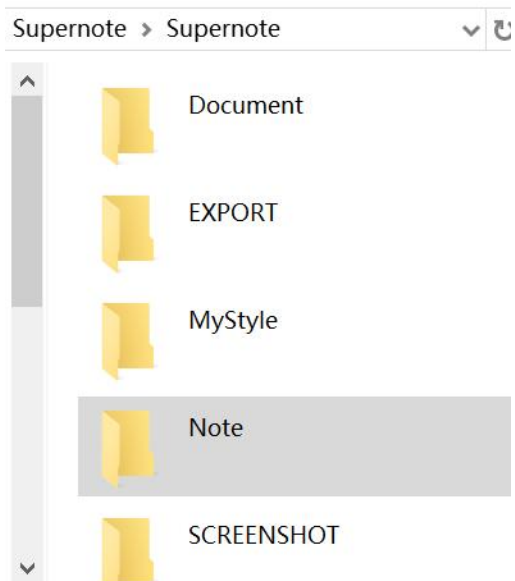 Supernote > Supernote
Document
EXPORT
MyStyle
Note
SCREENSHOT